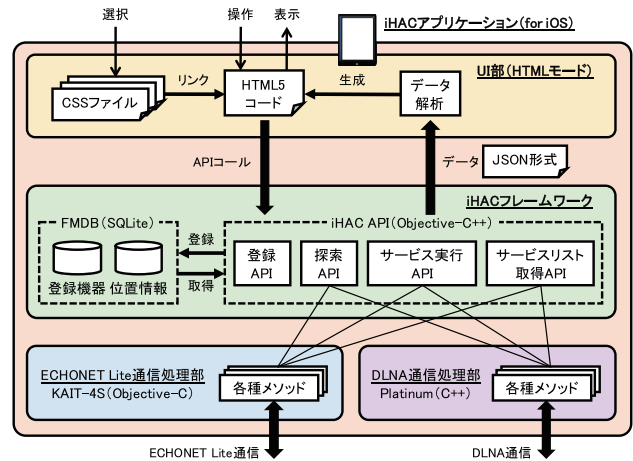 選択
操作
表示
iHACアプリケーション(for iOS)
UI部(HTMLモード)
CSSファイル
リンク
HTML5
コード
生成
データ
解析
APIコール
データ
JSON形式
iHACフレームワーク
FMDB(SQLite)
登録機器
位置情報
登録
取得
iHAC API(Objective-C++)
登録
API
探索
API
サービス実行
API
サービスリスト
取得API
ECHONET Lite通信処理部
KAIT-4S(Objective-C)
各種メソッド
DLNA通信処理部
Platinum(C++)
各種メソッド
ECHONET Lite通信
DLNA通信